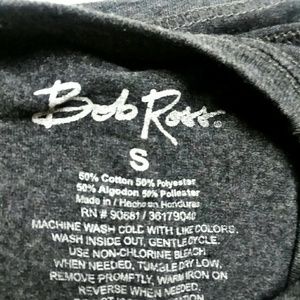 Bob Ross.
S
50% Cotton 50% Polyester
50% Algodon 50% Poliester
Made in / Hecho en Honduras
RN # 90681 / 36179040
MACHINE WASH COLD WITH LIKE COLORS.
WASH INSIDE OUT, GENTLE CYCLE.
USE NON-CHLORINE BLEACH
WHEN NEEDED. TUMBLE DRY LOW,
REMOVE PROMPTLY, WARM IRON ON
REVERSE WHEN NEEDED.